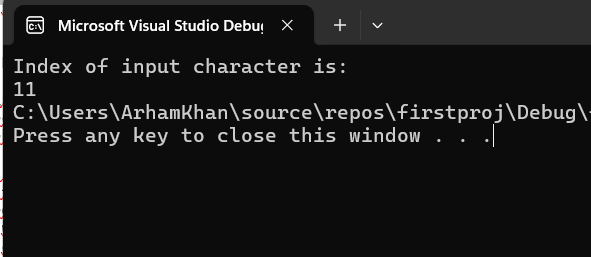 Microsoft Visual Studio Debug
Index of input character is:
11
C:\Users\ArhamKhan\source\repos\firstproj\Debug\
Press any key to close this window . . .